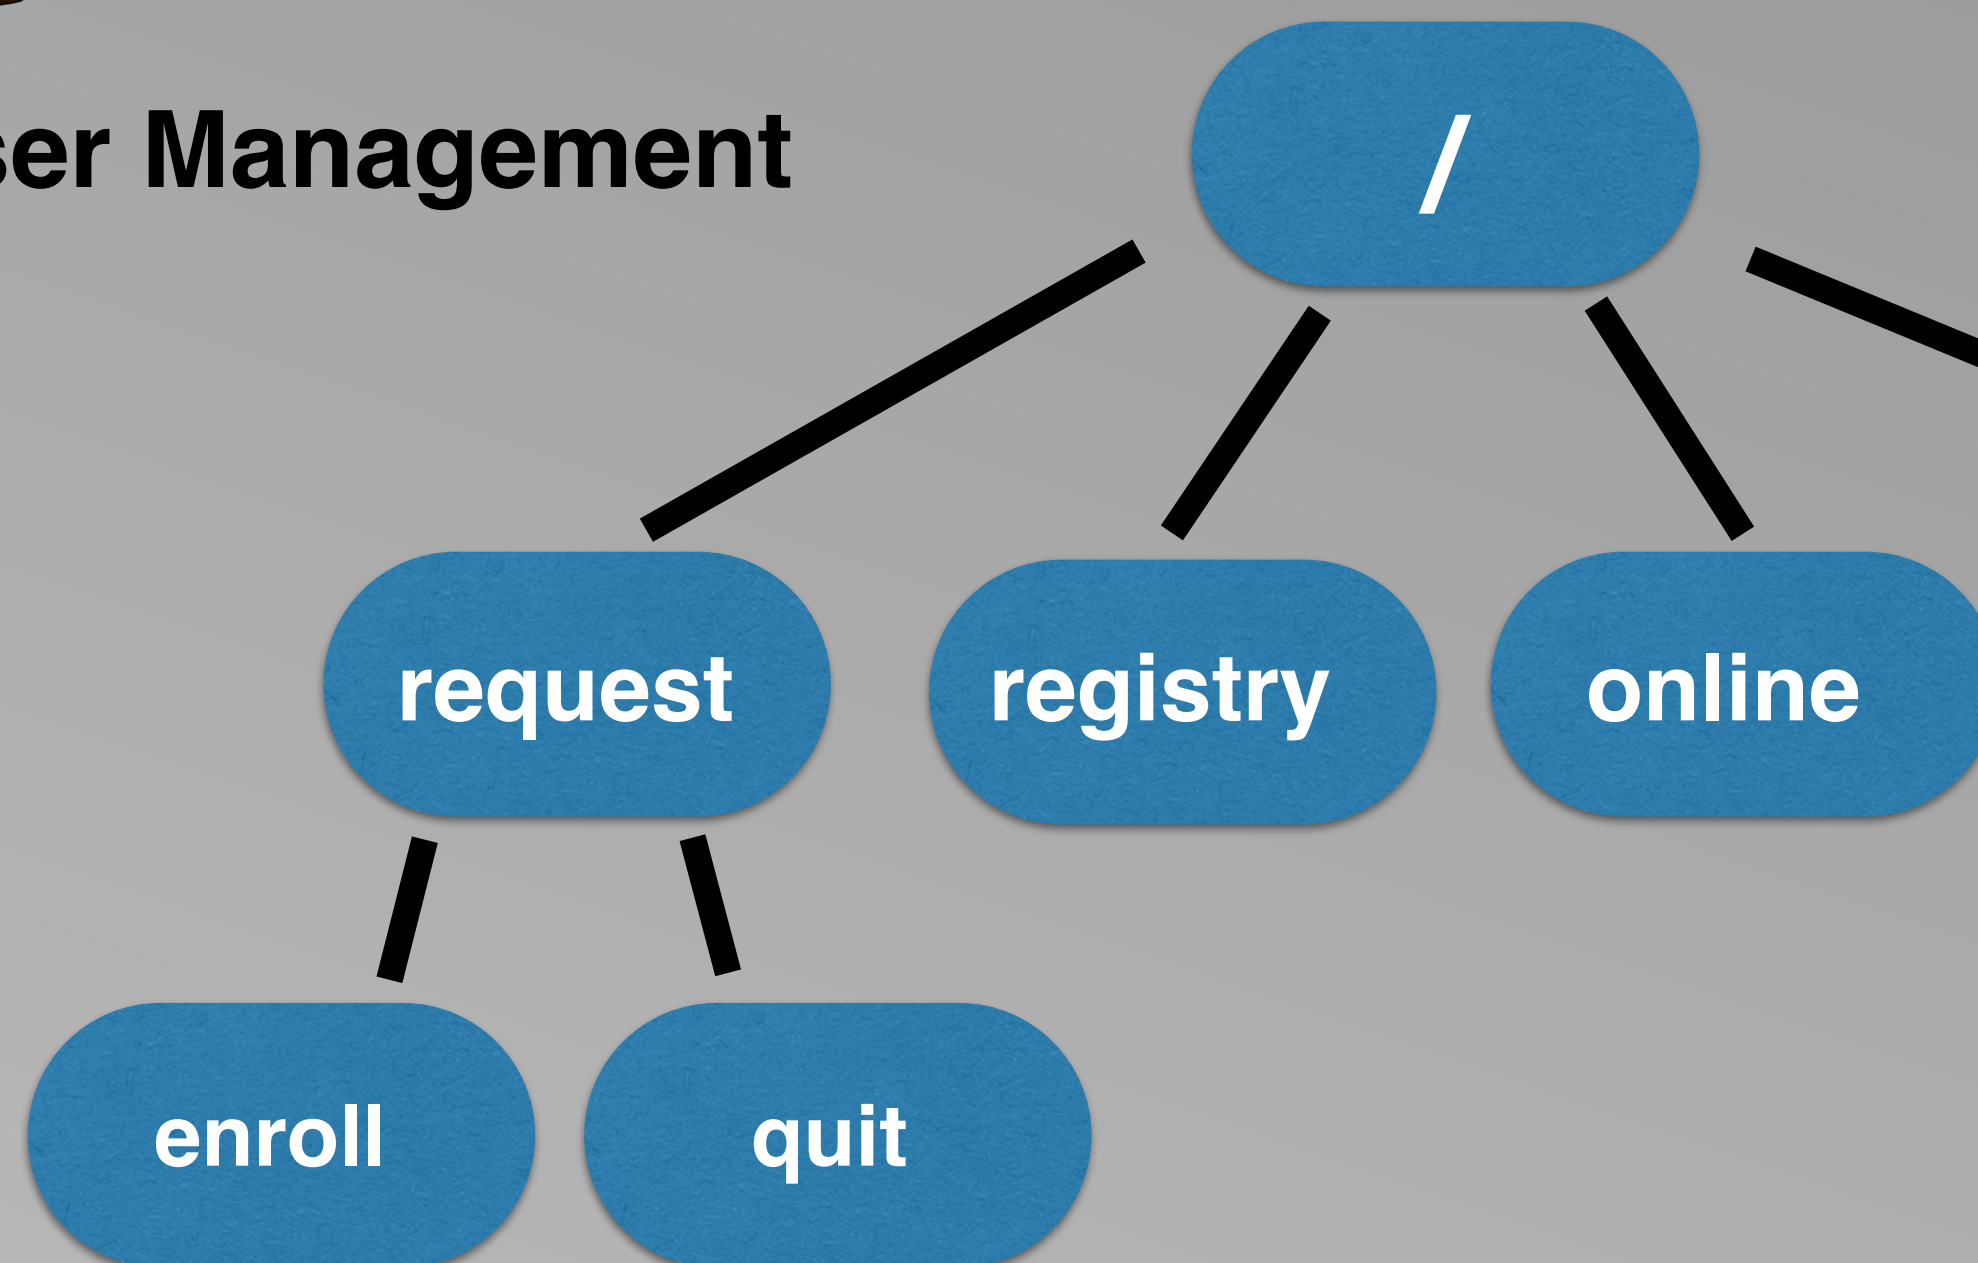 ser Management
/
request
registry
online
enroll
quit